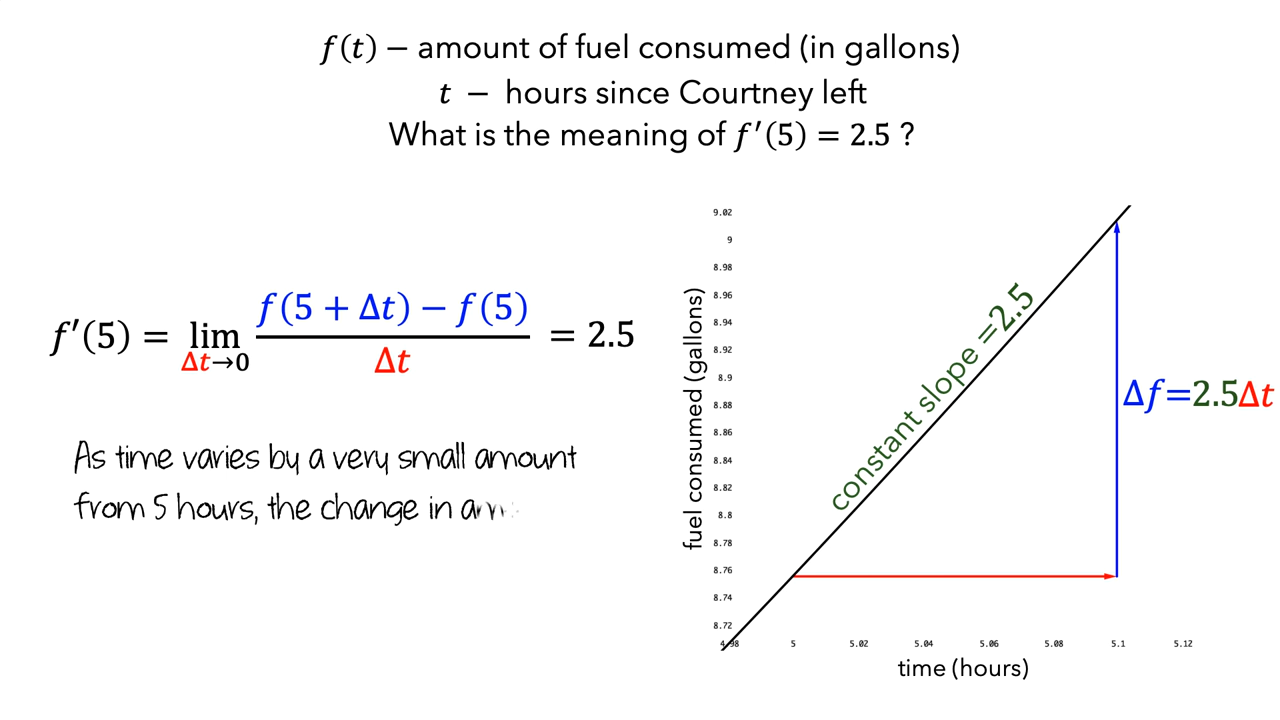 f(t) − amount of fuel consumed (in gallons)
t − hours since Courtney left
What is the meaning of f′(5) = 2.5 ?
f′(5) = lim Δt→0 f(5 + Δt) − f(5) / Δt = 2.5
As time varies by a very small amount
from 5 hours, the change in
9.02
9
8.98
8.96
8.94
8.92
8.9
8.88
8.86
8.84
8.82
8.8
8.78
8.76
8.74
8.72
fuel consumed (gallons)
constant slope =2.5
Δf=2.5Δt
4.98 5 5.02 5.04 5.06 5.08 5.1 5.12
time (hours)